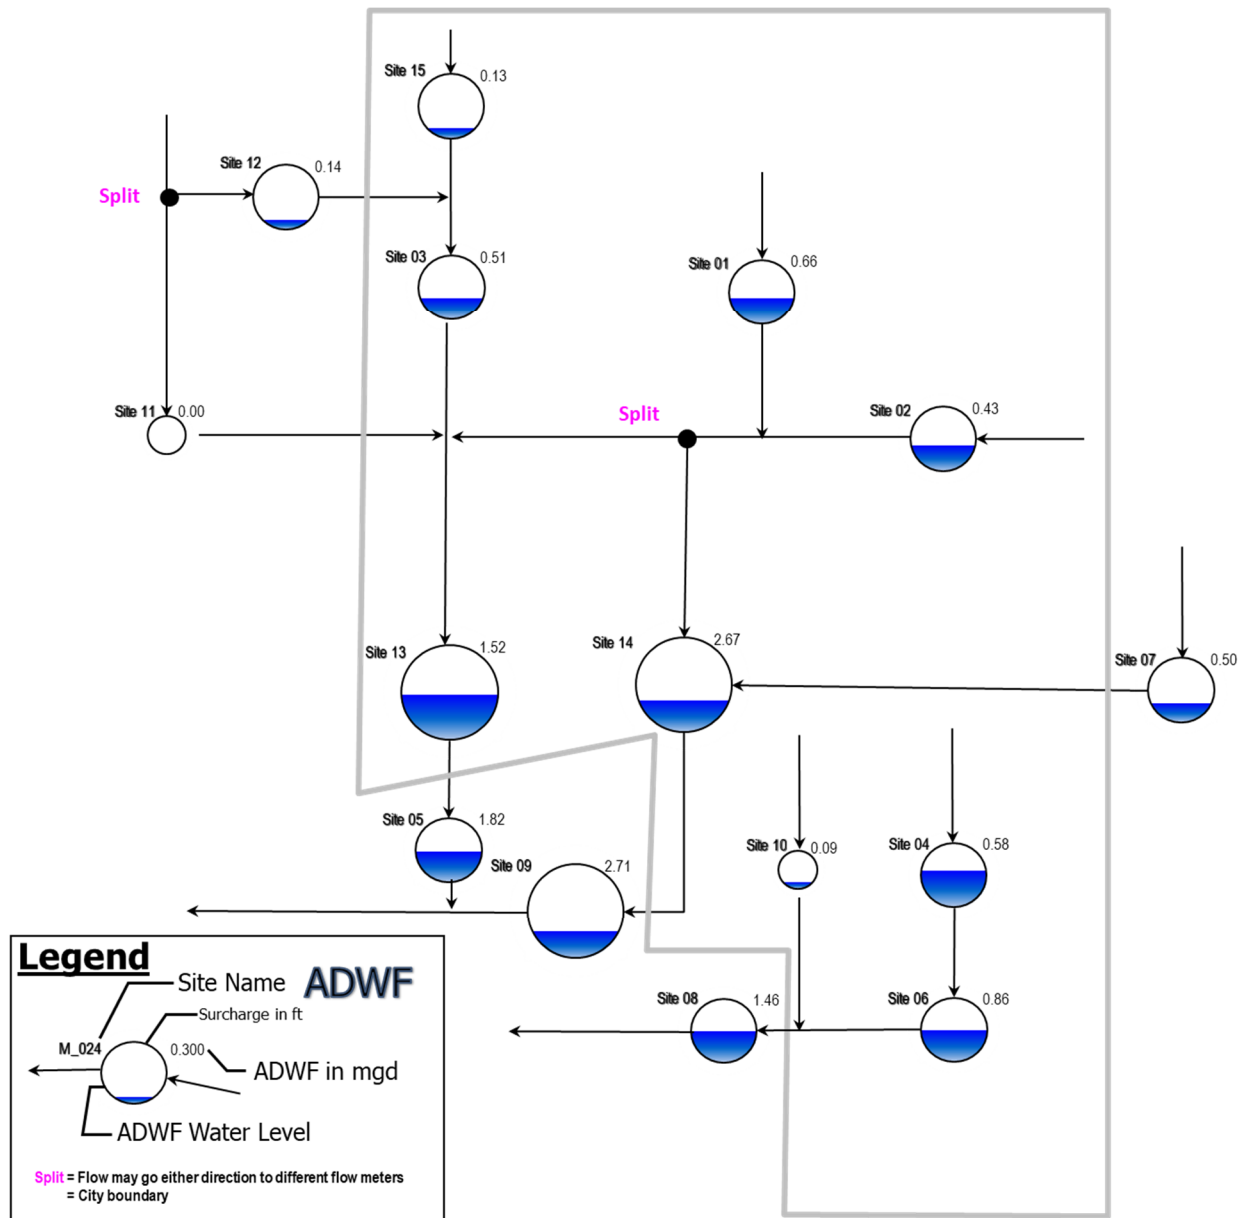 Site 15
0.13
Site 12
0.14
Split
Site 03
0.51
Site 01
0.66
Site 11
0.00
Split
Site 02
0.43
Site 13
1.52
Site 14
2.67
Site 07
0.50
Site 05
1.82
Site 09
2.71
Site 10
0.09
Site 04
0.58
Site 08
1.46
Site 06
0.86
Legend
Site Name
ADWF
Surcharge in ft
M_024
0.300
ADWF in mgd
ADWF Water Level
Split = Flow may go either direction to different flow meters
= City boundary